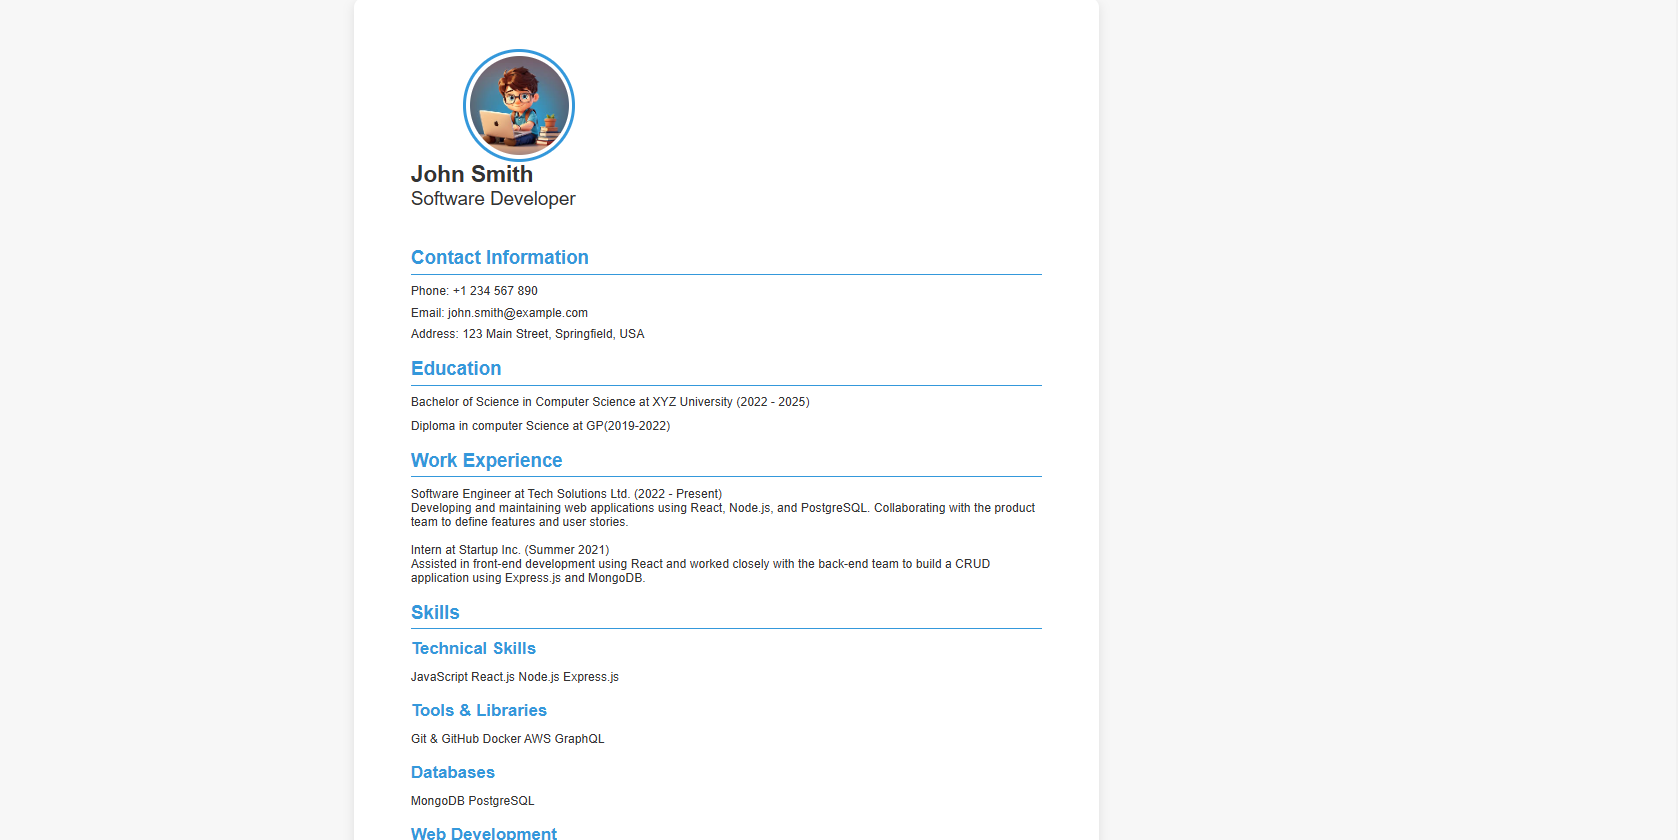 John Smith
Software Developer
Contact Information
Phone: +1 234 567 890
Email: john.smith@example.com
Address: 123 Main Street, Springfield, USA
Education
Bachelor of Science in Computer Science at XYZ University (2022 - 2025)
Diploma in computer Science at GP(2019-2022)
Work Experience
Software Engineer at Tech Solutions Ltd. (2022 - Present)
Developing and maintaining web applications using React, Node.js, and PostgreSQL. Collaborating with the product
team to define features and user stories.
Intern at Startup Inc. (Summer 2021)
Assisted in front-end development using React and worked closely with the back-end team to build a CRUD
application using Express.js and MongoDB.
Skills
Technical Skills
JavaScript React.js Node.js Express.js
Tools & Libraries
Git & GitHub Docker AWS GraphQL
Databases
MongoDB PostgreSQL
Web Development